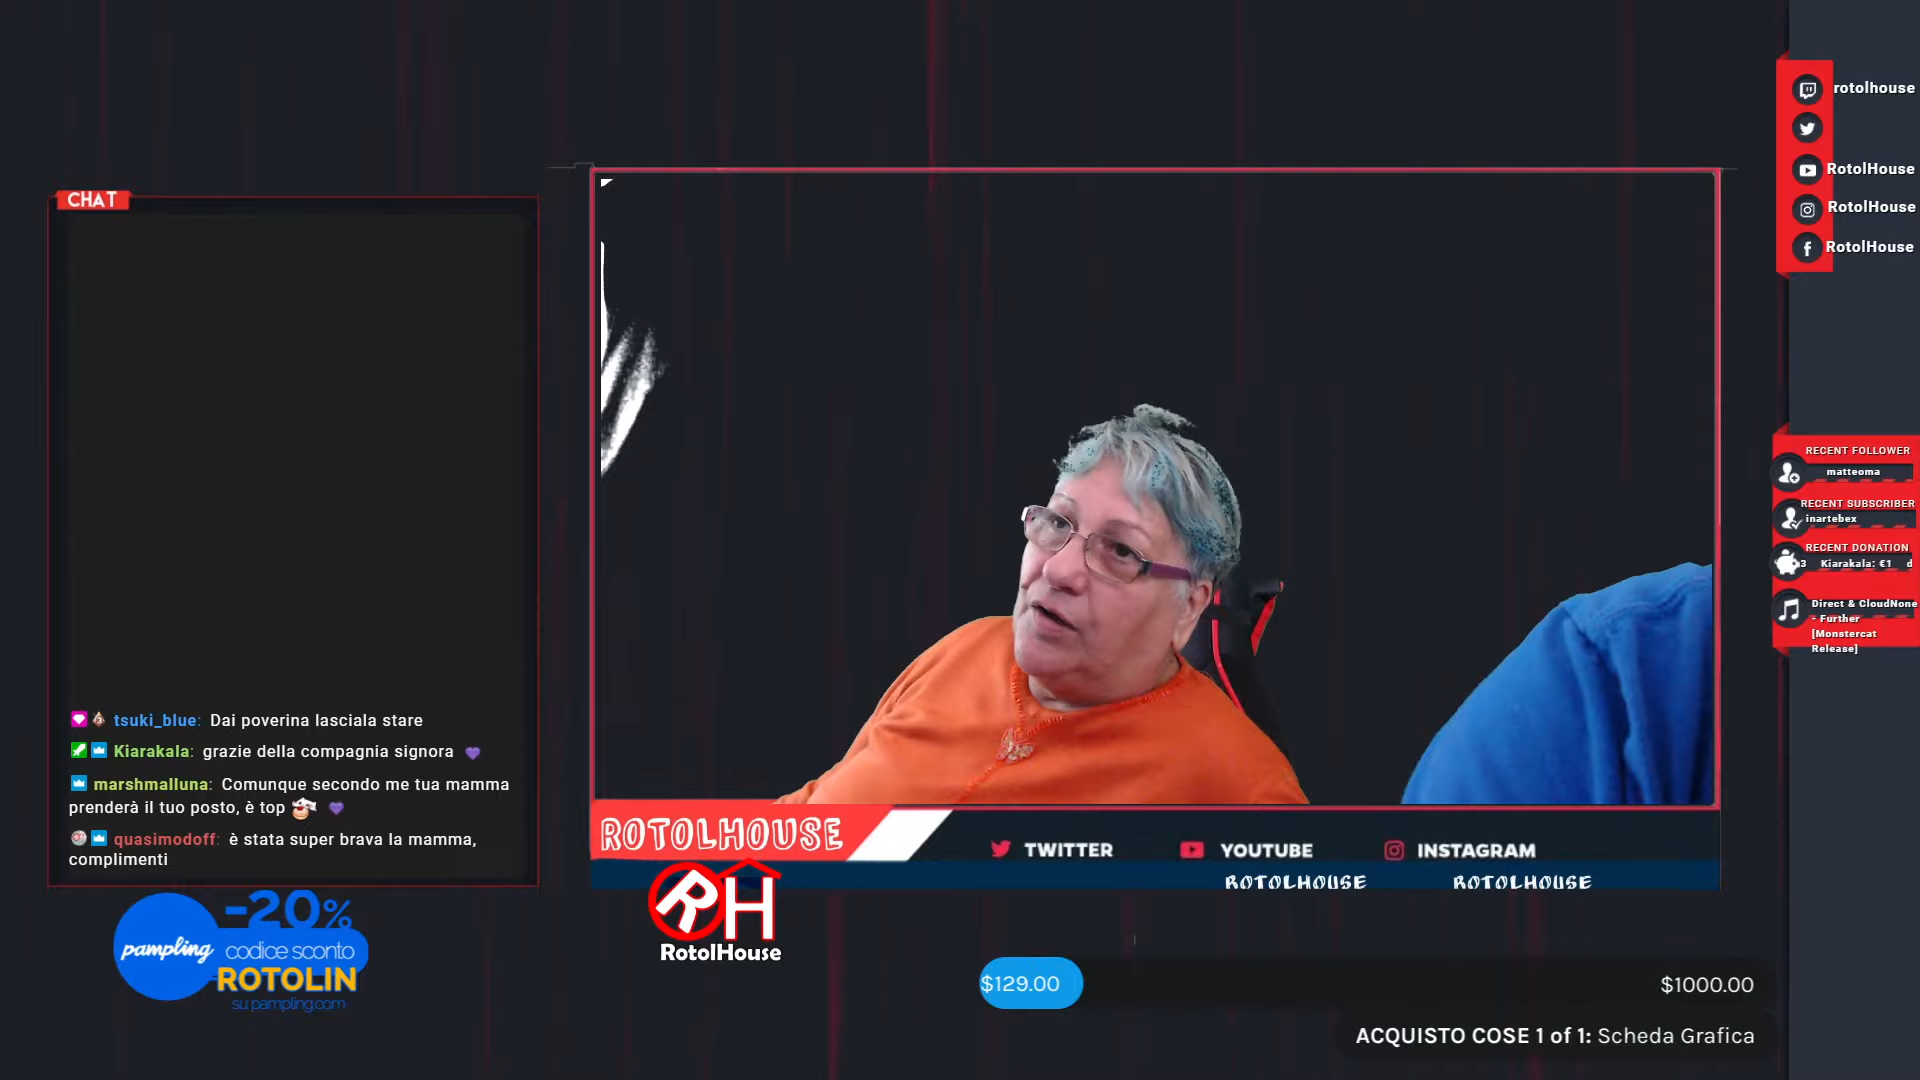 CHAT
tsuki_blue: Dai poverina lasciala stare
Kiarakala: grazie della compagnia signora
marshmalluna: Comunque secondo me tua mamma
prenderà il tuo posto, è top
quasimodoff: è stata super brava la mamma,
complimenti
pampling
-20%
codice sconto
ROTOLIN
su pampling.com
ROTOLHOUSE
TWITTER
YOUTUBE
INSTAGRAM
ROTOLHOUSE
ROTOLHOUSE
RH
RotolHouse
$129.00
$1000.00
ACQUISTO COSE 1 of 1: Scheda Grafica
rotolhouse
RotolHouse
RotolHouse
RotolHouse
RECENT FOLLOWER
matteoma
RECENT SUBSCRIBER
inartebex
RECENT DONATION
3 Kiarakala: €1 d
Direct & CloudNone
- Further
[Monstercat
Release]